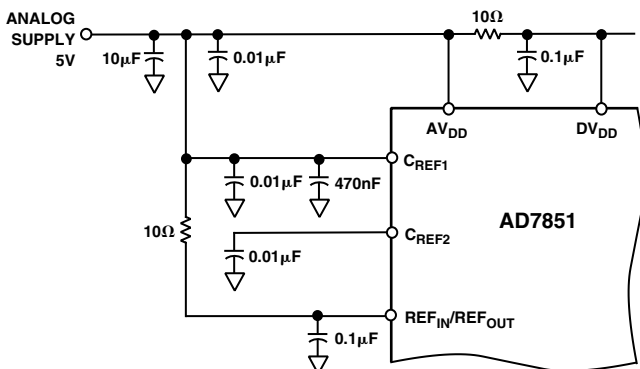 ANALOG
SUPPLY
5V
10µF
0.01µF
10Ω
0.1µF
AVDD
DVDD
CREF1
0.01µF
470nF
AD7851
10Ω
CREF2
0.01µF
REFIN/REFOUT
0.1µF